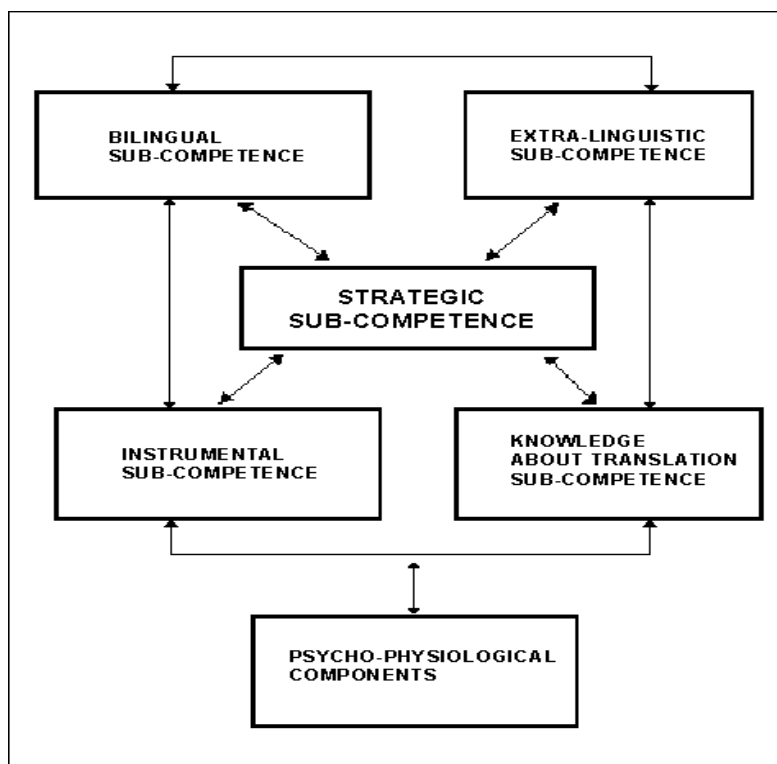 BILINGUAL
SUB-COMPETENCE
EXTRA-LINGUISTIC
SUB-COMPETENCE
STRATEGIC
SUB-COMPETENCE
INSTRUMENTAL
SUB-COMPETENCE
KNOWLEDGE
ABOUT TRANSLATION
SUB-COMPETENCE
PSYCHO-PHYSIOLOGICAL
COMPONENTS